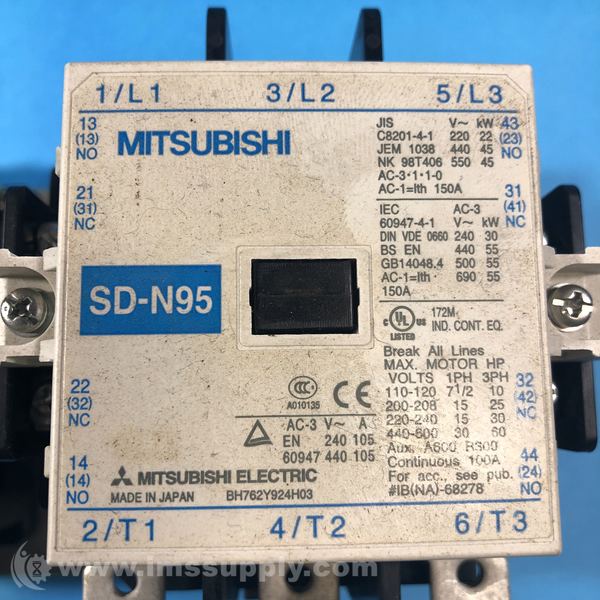 1/L1 3/L2 5/L3
13
(13)
NO
MITSUBISHI
21
(31)
NC
SD-N95
22
(32)
NC
14
(14)
NO
JIS V~ kW
C8201-4-1 220 22
JEM 1038 440 45
NK 98T406 550 45
AC-3·1·1-0
AC-1=Ith 150A
43
(23)
NO
31
(41)
NC
IEC AC-3
60947-4-1 V~ kW
DIN VDE 0660 240 30
BS EN 440 55
GB14048.4 500 55
AC-1=Ith· 690 55
150A
c UL US LISTED
172M
IND. CONT. EQ.
Break All Lines
MAX. MOTOR HP
VOLTS 1PH 3PH
110-120 7 1/2 10
200-208 15 25
220-240 15 30
440-600 30 60
Aux. A600 R300
Continuous 100A
For acc., see pub.
#IB(NA)-68278
32
(42)
NC
44
(24)
NO
CCC
A010135
CE
AC-3 V~ A
EN 240 105
60947 440 105
MITSUBISHI ELECTRIC
MADE IN JAPAN BH762Y924H03
2/T1 4/T2 6/T3
www.imssupply.com